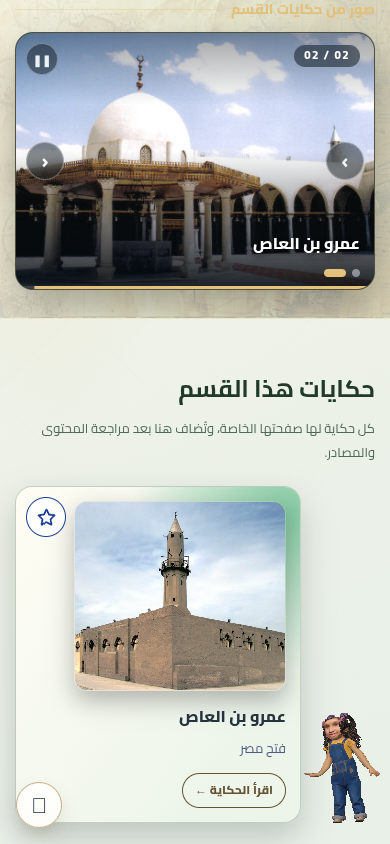 صور من حكايات القسم
02 / 02
عمرو بن العاص
حكايات هذا القسم
كل حكاية لها صفحتها الخاصة، وتُضاف هنا بعد مراجعة المحتوى
والمصادر.
عمرو بن العاص
فتح مصر
اقرأ الحكاية ←